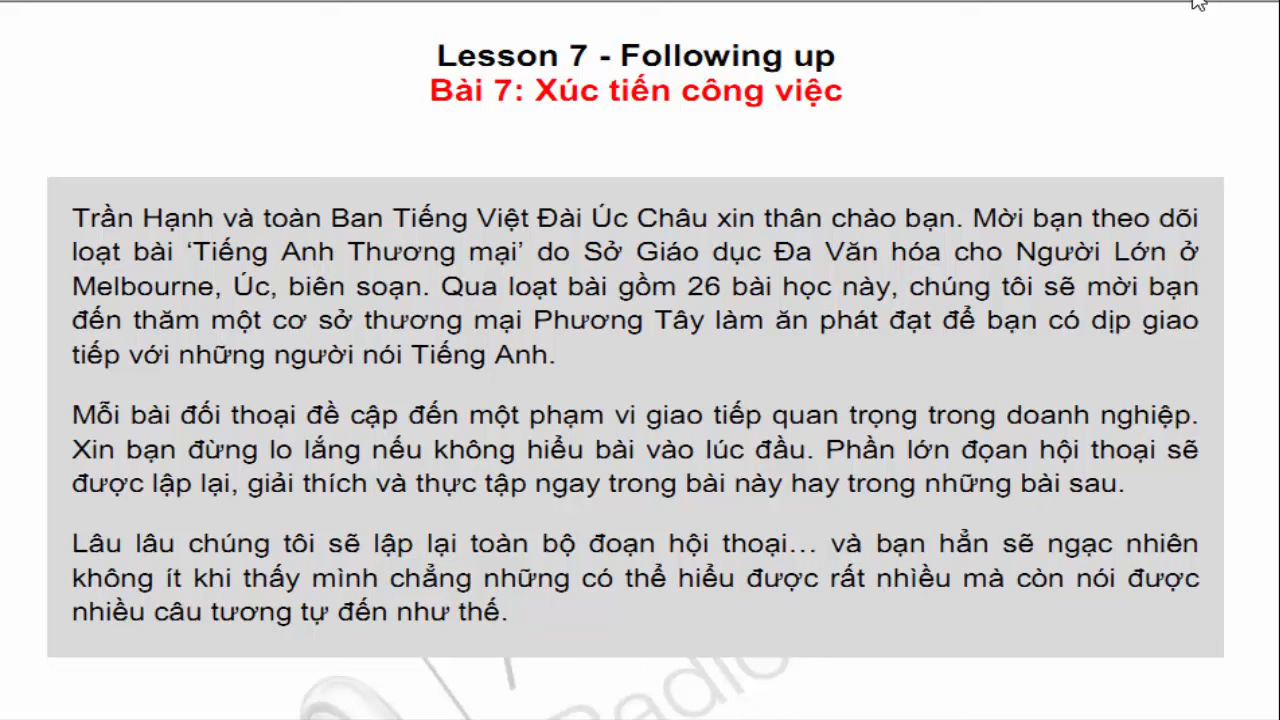 Lesson 7 - Following up
Bài 7: Xúc tiến công việc
Trần Hạnh và toàn Ban Tiếng Việt Đài Úc Châu xin thân chào bạn. Mời bạn theo dõi
loạt bài ‘Tiếng Anh Thương mại’ do Sở Giáo dục Đa Văn hóa cho Người Lớn ở
Melbourne, Úc, biên soạn. Qua loạt bài gồm 26 bài học này, chúng tôi sẽ mời bạn
đến thăm một cơ sở thương mại Phương Tây làm ăn phát đạt để bạn có dịp giao
tiếp với những người nói Tiếng Anh.
Mỗi bài đối thoại đề cập đến một phạm vi giao tiếp quan trọng trong doanh nghiệp.
Xin bạn đừng lo lắng nếu không hiểu bài vào lúc đầu. Phần lớn đọan hội thoại sẽ
được lập lại, giải thích và thực tập ngay trong bài này hay trong những bài sau.
Lâu lâu chúng tôi sẽ lập lại toàn bộ đoạn hội thoại… và bạn hẳn sẽ ngạc nhiên
không ít khi thấy mình chẳng những có thể hiểu được rất nhiều mà còn nói được
nhiều câu tương tự đến như thế.
Radio